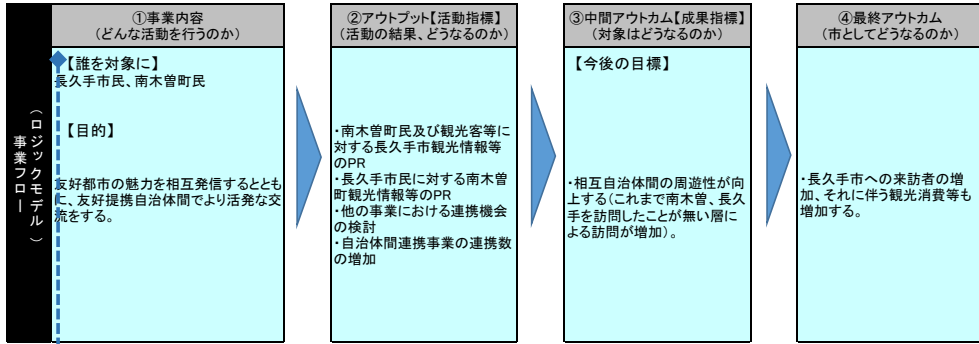 事業フロー
（ロジックモデル）
①事業内容
（どんな活動を行うのか）
【誰を対象に】
長久手市民、南木曽町民
【目的】
友好都市の魅力を相互発信するととも
に、友好提携自治体間でより活発な交
流をする。
②アウトプット【活動指標】
（活動の結果、どうなるのか）
・南木曽町民及び観光客等に
対する長久手市観光情報等
のPR
・長久手市民に対する南木曽
町観光情報等のPR
・他の事業における連携機会
の検討
・自治体間連携事業の連携数
の増加
③中間アウトカム【成果指標】
（対象はどうなるのか）
【今後の目標】
・相互自治体間の周遊性が向
上する（これまで南木曽、長久
手を訪問したことが無い層に
よる訪問が増加）。
④最終アウトカム
（市としてどうなるのか）
・長久手市への来訪者の増
加、それに伴う観光消費等も
増加する。